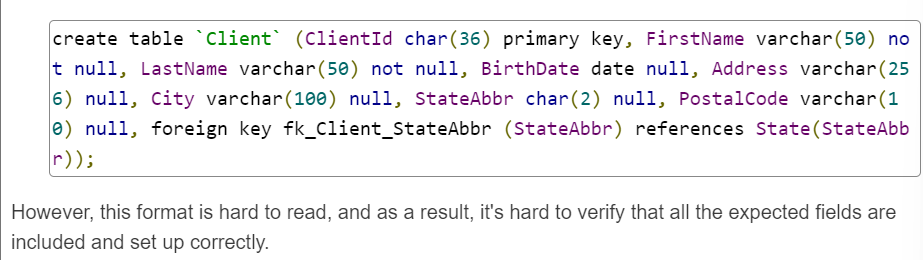 create table `Client` (ClientId char(36) primary key, FirstName varchar(50) no
t null, LastName varchar(50) not null, BirthDate date null, Address varchar(25
6) null, City varchar(100) null, StateAbbr char(2) null, PostalCode varchar(1
0) null, foreign key fk_Client_StateAbbr (StateAbbr) references State(StateAbb
r));
However, this format is hard to read, and as a result, it's hard to verify that all the expected fields are
included and set up correctly.